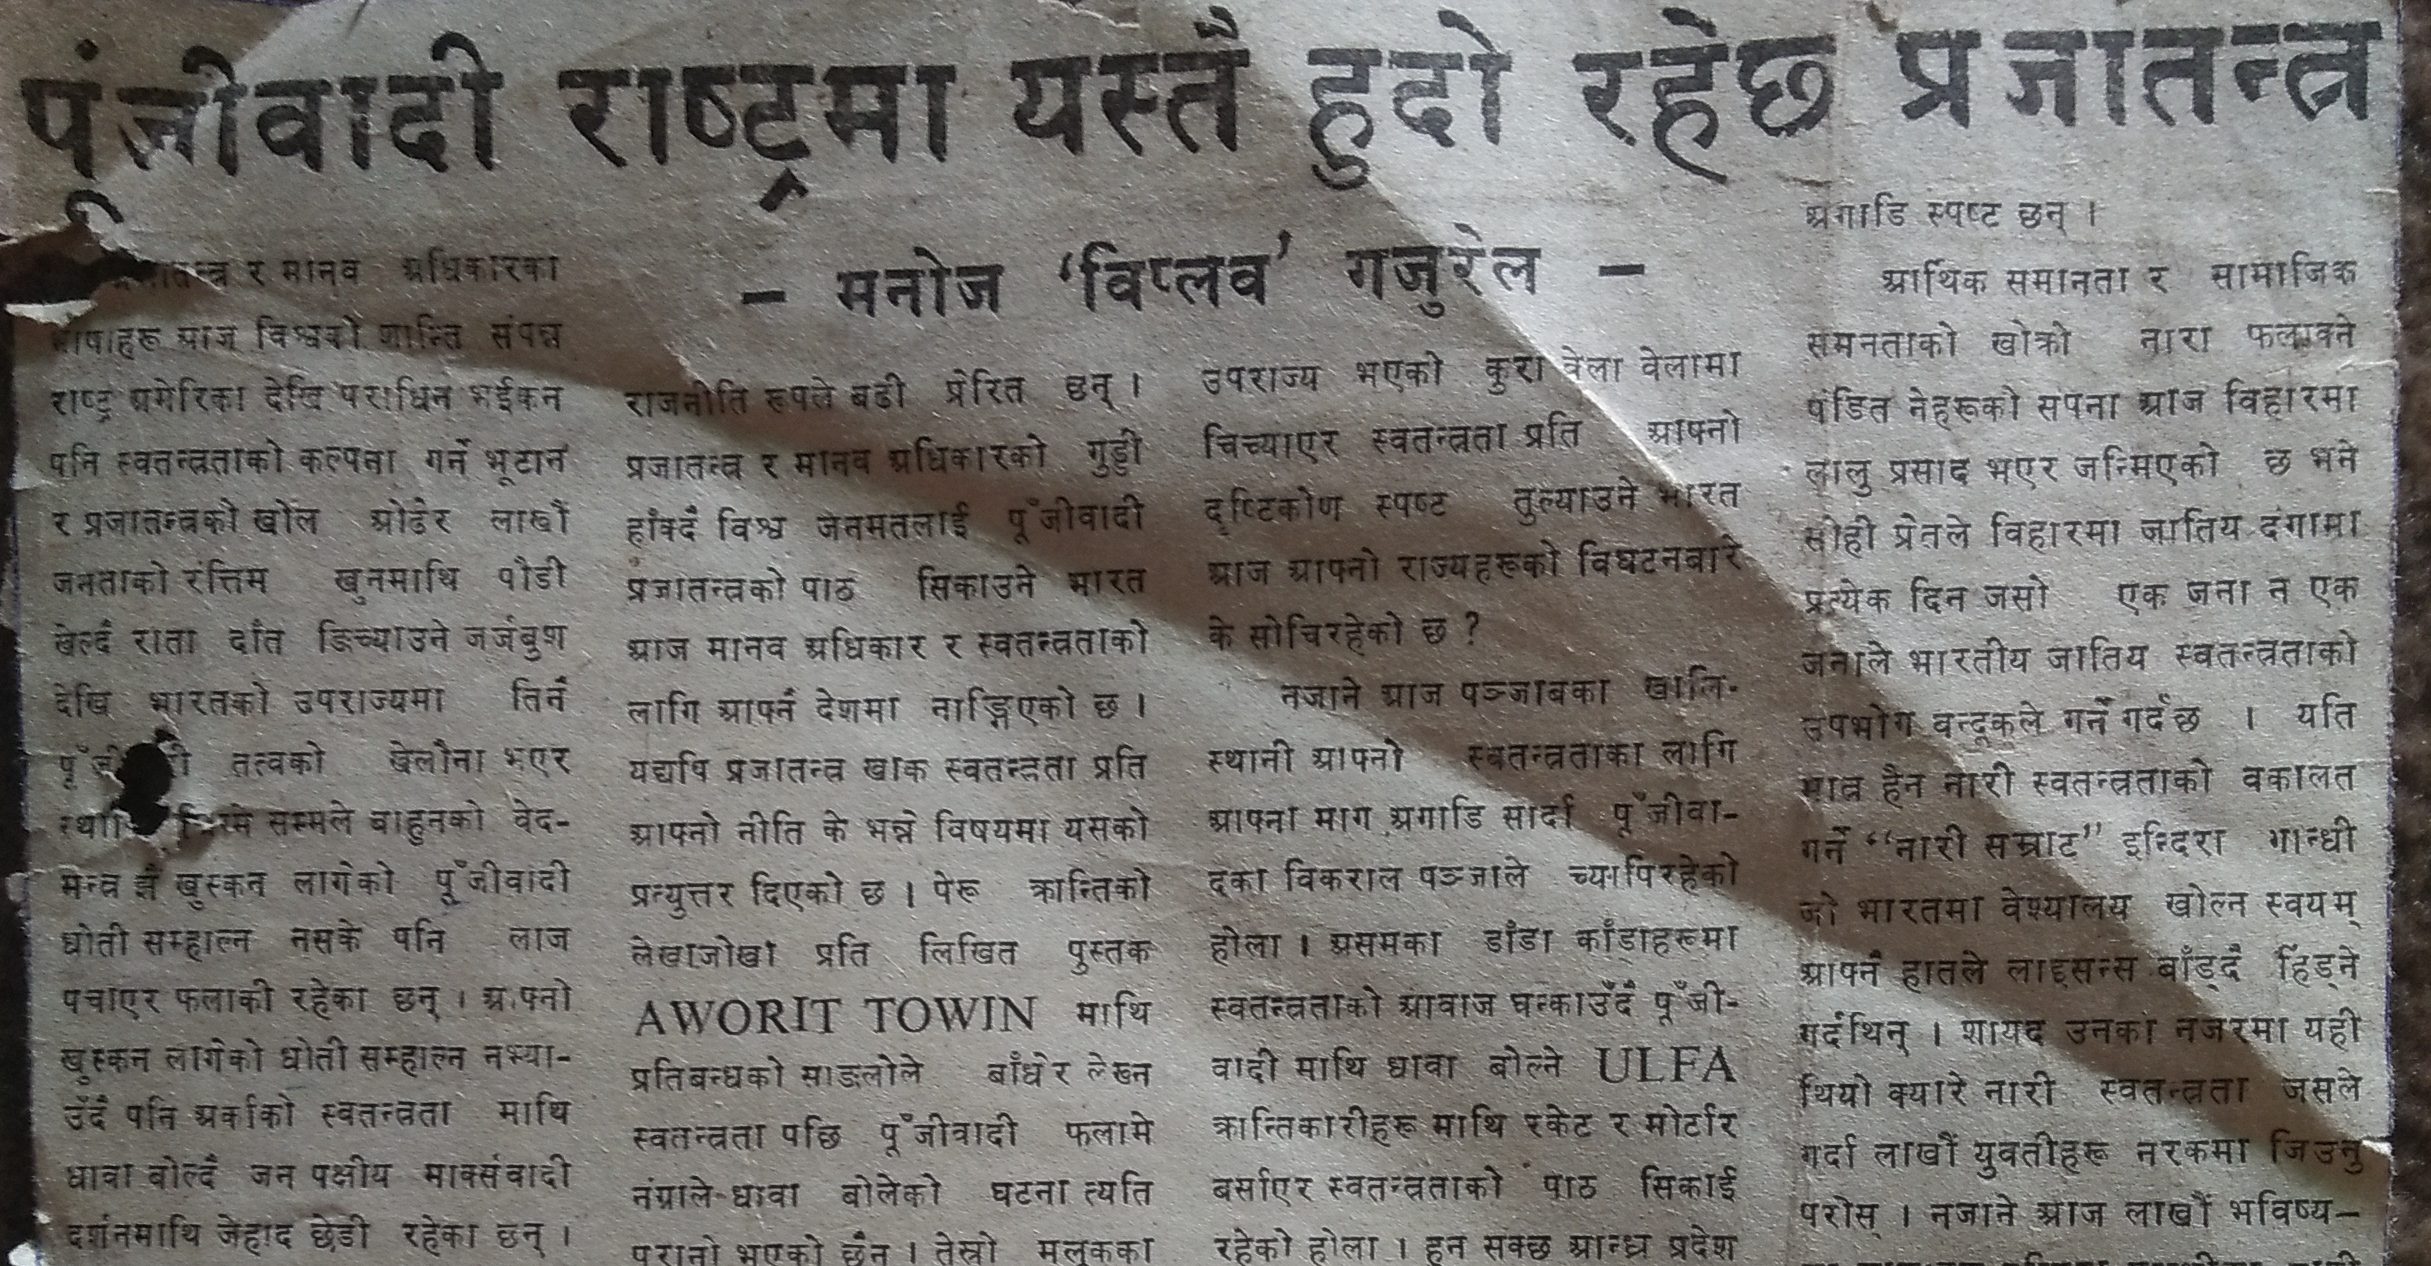 पूंजीवादी राष्ट्रमा यस्तै हुदो रहेछ प्रजातन्त्र
- मनोज ‘विप्लव’ गजुरेल -
र मानव अधिकारका
आज विश्वको शान्ति संपन्न
राष्ट्र अमेरिका देखि पराधिन भईकन
पनि स्वतन्त्रताको कल्पना गर्ने भूटान
र प्रजातन्त्रको खोल ओढेर लाखौं
जनताको रत्तिम खुनमाथि पौडी
खेल्दै राता दाँत ङिच्याउने जर्जबुश
देखि भारतको उपराज्यमा तिनै
तत्वको खेलौना भएर
सम्मले बाहुनको वेद-
मन्त्र झैं खुस्कन लागेको पूँजीवादी
धोती सम्हाल्न नसके पनि लाज
पचाएर फलाकी रहेका छन् । आफ्नो
खुस्कन लागेको धोती सम्हाल्न नभ्या-
उँदै पनि अर्काको स्वतन्त्रता माथि
धावा बोल्दै जन पक्षीय मार्क्सवादी
दर्शनमाथि जेहाद छेडी रहेका छन् ।
राजनीति रूपले बढी प्रेरित छन् ।
प्रजातन्त्र र मानव अधिकारको गुड्डी
हाँक्दै विश्व जनमतलाई पूँजीवादी
प्रजातन्त्रको पाठ सिकाउने भारत
आज मानव अधिकार र स्वतन्त्रताको
लागि आफ्नै देशमा नाङ्गिएको छ ।
यद्यपि प्रजातन्त्र खाक स्वतन्त्रता प्रति
आफ्नो नीति के भन्ने विषयमा यसको
प्रत्युत्तर दिएको छ । पेरू क्रान्तिको
लेखाजोखा प्रति लिखित पुस्तक
AWORIT TOWIN माथि
प्रतिबन्धको साङलोले बाँधेर लेख्न
स्वतन्त्रता पछि पूँजीवादी फलामे
नंग्राले धावा बोलेको घटना त्यति
पुरानो भएको छैन । तेस्रो मुलुकका
उपराज्य भएको कुरा वेला वेलामा
चिच्याएर स्वतन्त्रता प्रति आफ्नो
दृष्टिकोण स्पष्ट तुल्याउने भारत
आज आफ्नो राज्यहरूको विघटनबारे
के सोचिरहेको छ ?
नजाने आज पञ्जाबका खालि-
स्थानी आफ्नो स्वतन्त्रताका लागि
आफ्ना माग अगाडि सार्दा पूँजीवा-
दका विकराल पञ्जाले च्यापिरहेको
होला । असमका डाँडा काँडाहरूमा
स्वतन्त्रताको आवाज घन्काउँदै पूँजी-
वादी माथि धावा बोल्ने ULFA
क्रान्तिकारीहरू माथि रकेट र मोर्टार
बर्साएर स्वतन्त्रताको पाठ सिकाई
रहेको होला । हुन सक्छ आन्ध्र प्रदेश
अगाडि स्पष्ट छन् ।
आर्थिक समानता र सामाजिक
समनताको खोक्रो नारा फलाक्ने
पंडित नेहरूको सपना आज विहारमा
लालु प्रसाद भएर जन्मिएको छ भने
सोही प्रेतले विहारमा जातिय दंगामा
प्रत्येक दिन जसो एक जना न एक
जनाले भारतीय जातिय स्वतन्त्रताको
उपभोग वन्दूकले गर्ने गर्दछ । यति
मात्र हैन नारी स्वतन्त्रताको वकालत
गर्ने “नारी सम्राट” इन्दिरा गान्धी
जो भारतमा वेश्यालय खोल्न स्वयम्
आफ्नै हातले लाइसन्स बाँड्दै हिंड्ने
गर्दथिन् । शायद उनका नजरमा यही
थियो क्यारे नारी स्वतन्त्रता जसले
गर्दा लाखौं युवतीहरू नरकमा जिउनु
परोस् । नजाने आज लाखौं भविष्य-